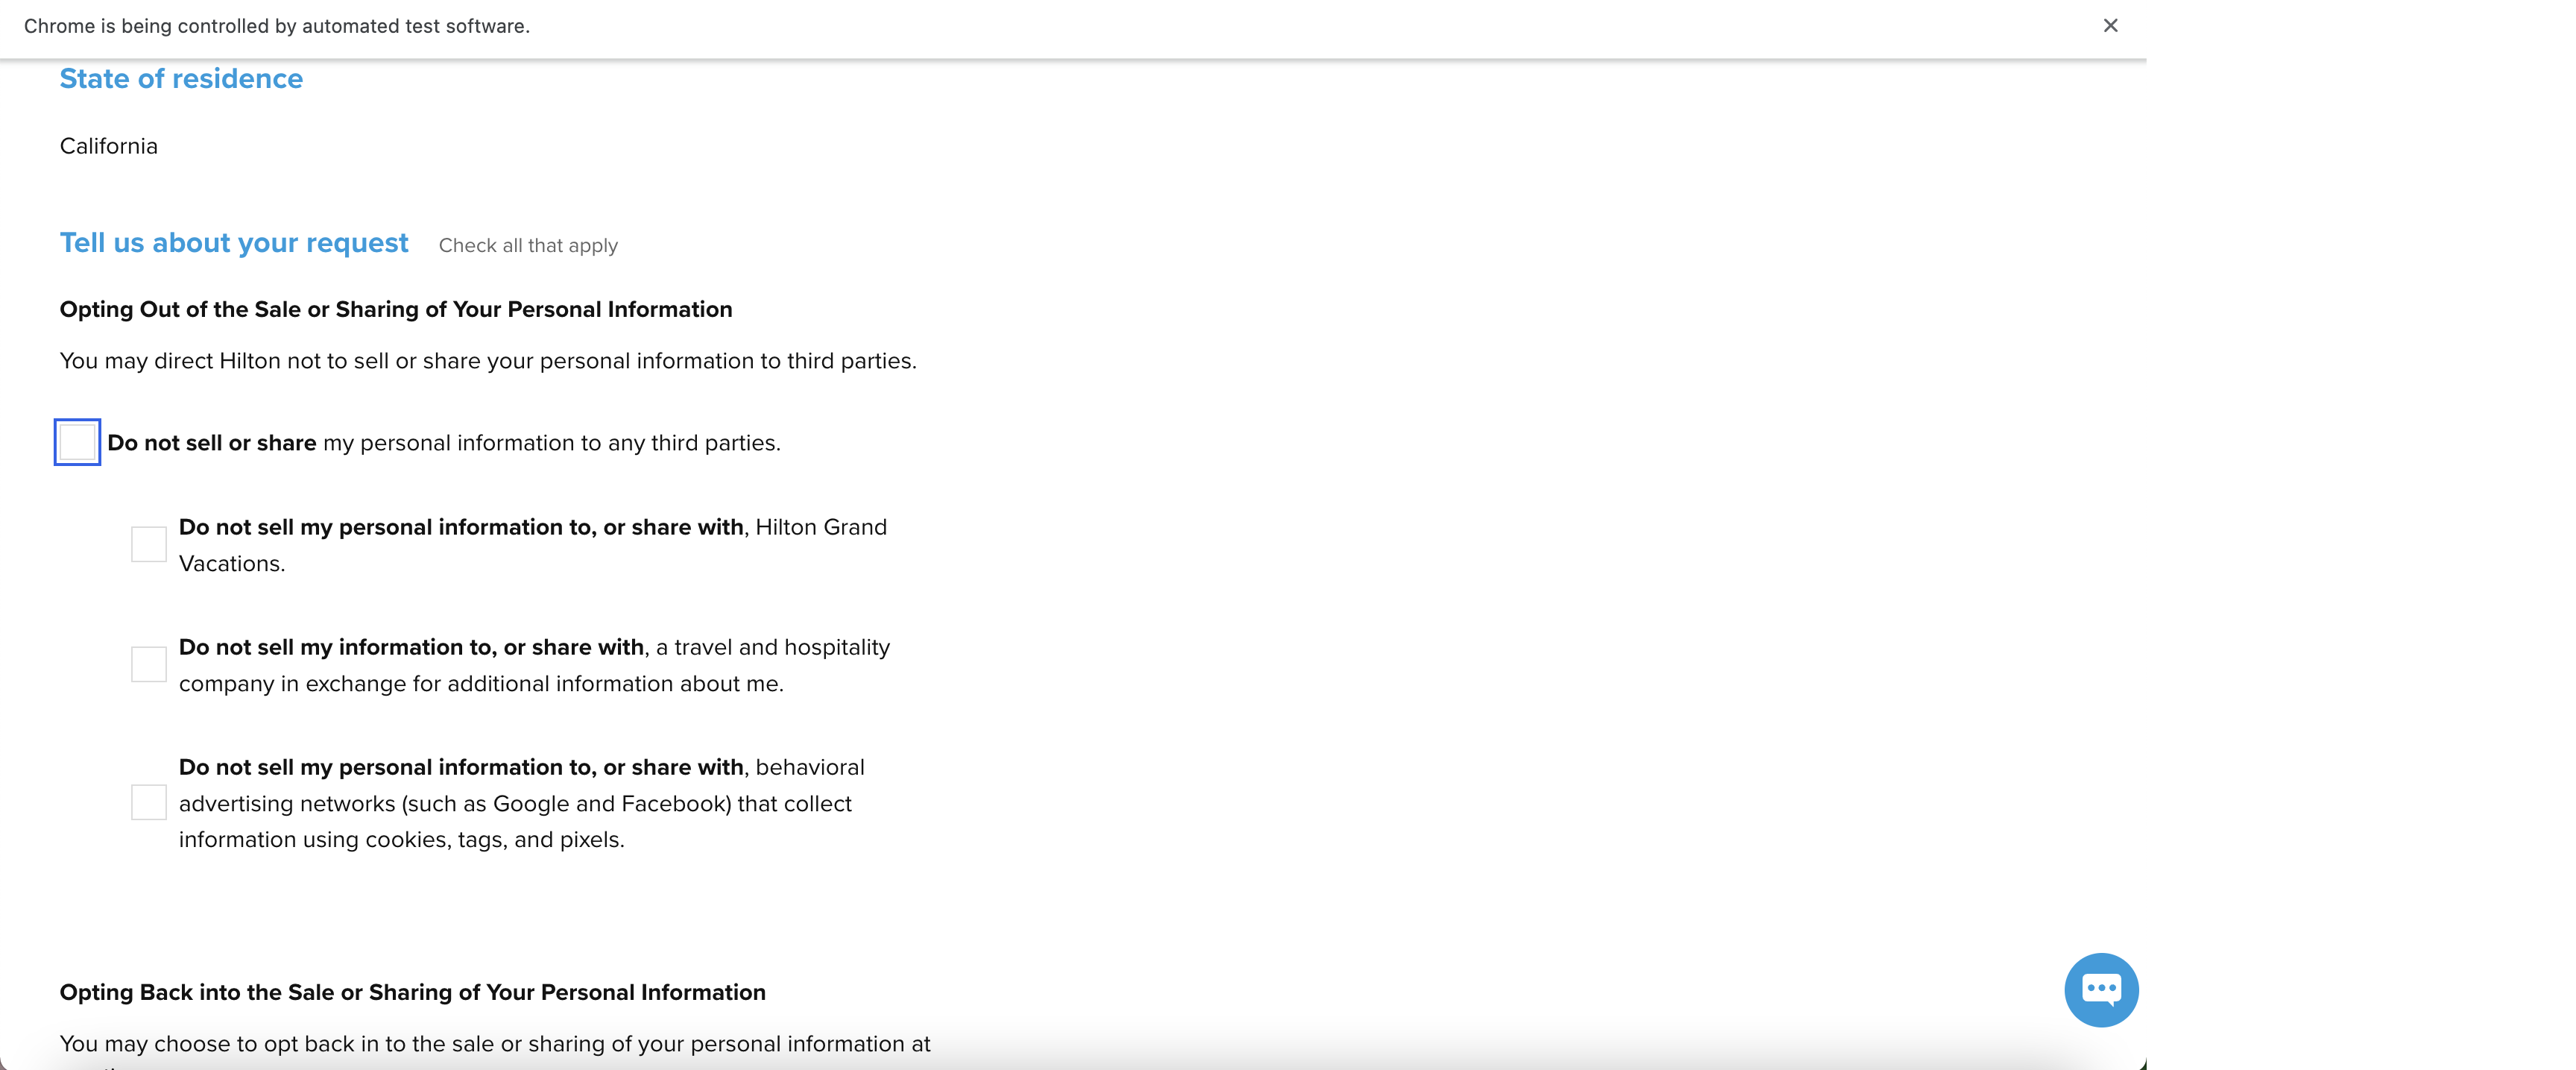 Chrome is being controlled by automated test software.
State of residence
California
Tell us about your request Check all that apply
Opting Out of the Sale or Sharing of Your Personal Information
You may direct Hilton not to sell or share your personal information to third parties.
Do not sell or share my personal information to any third parties.
Do not sell my personal information to, or share with, Hilton Grand
Vacations.
Do not sell my information to, or share with, a travel and hospitality
company in exchange for additional information about me.
Do not sell my personal information to, or share with, behavioral
advertising networks (such as Google and Facebook) that collect
information using cookies, tags, and pixels.
Opting Back into the Sale or Sharing of Your Personal Information
You may choose to opt back in to the sale or sharing of your personal information at